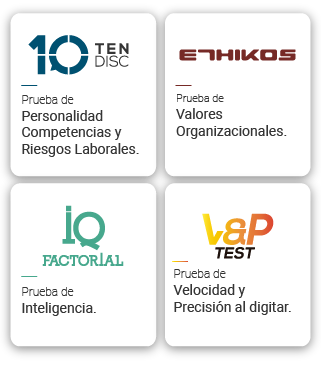 10 TEN
DISC
Prueba de
Personalidad
Competencias y
Riesgos Laborales.
ETHIKOS
Prueba de
Valores
Organizacionales.
iQ
FACTORIAL
Prueba de
Inteligencia.
V&P
TEST
Prueba de
Velocidad y
Precisión al digitar.